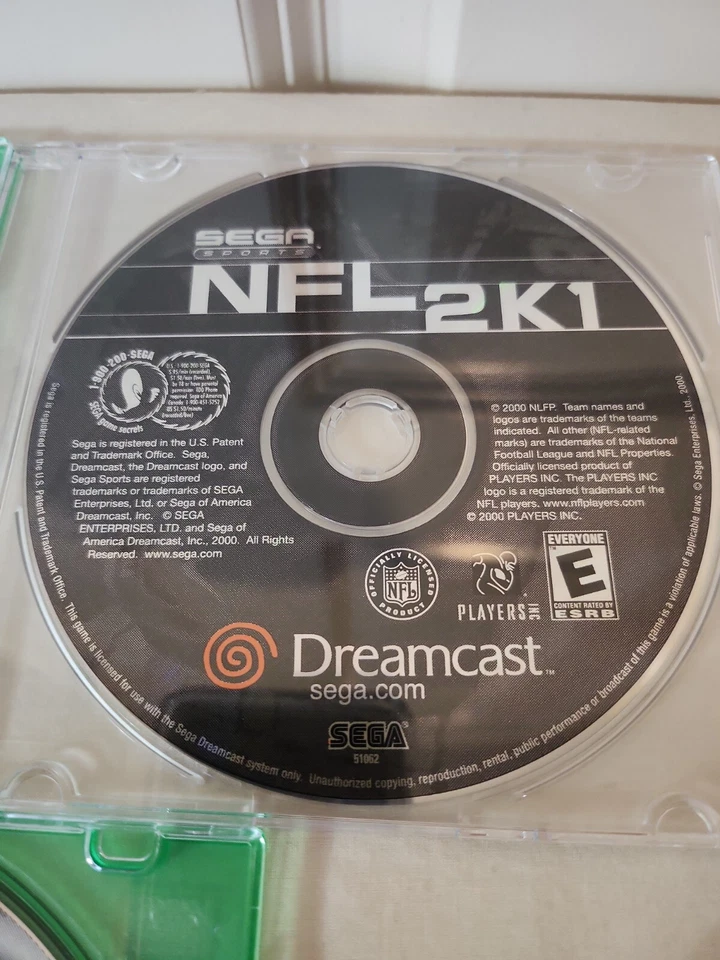 SEGA
SPORTS
NFL 2K1
1-900-200-SEGA
SEGA game secrets
U.S. 1-900-200-SEGA
Sega is registered in the U.S. Patent
and Trademark Office. Sega,
Dreamcast, the Dreamcast logo, and
Sega Sports are registered
trademarks or trademarks of SEGA
Enterprises, Ltd. or Sega of America
Dreamcast, Inc. © SEGA
ENTERPRISES, LTD. and Sega of
America Dreamcast, Inc., 2000. All Rights
Reserved. www.sega.com
© 2000 NLFP. Team names and
logos are trademarks of the teams
indicated. All other (NFL-related
marks) are trademarks of the National
Football League and NFL Properties.
Officially licensed product of
PLAYERS INC. The PLAYERS INC
logo is a registered trademark of the
NFL players. www.nflplayers.com
© 2000 PLAYERS INC.
OFFICIALLY LICENSED
NFL
PRODUCT
PLAYERS INC
EVERYONE
E
CONTENT RATED BY
ESRB
Dreamcast™
sega.com
SEGA®
51062
Sega is registered in the U.S. Patent and Trademark Office. This game is licensed for use with the Sega Dreamcast system only. Unauthorized copying, reproduction, rental, public performance or broadcast of this game is a violation of applicable laws. © Sega Enterprises, Ltd., 2000.